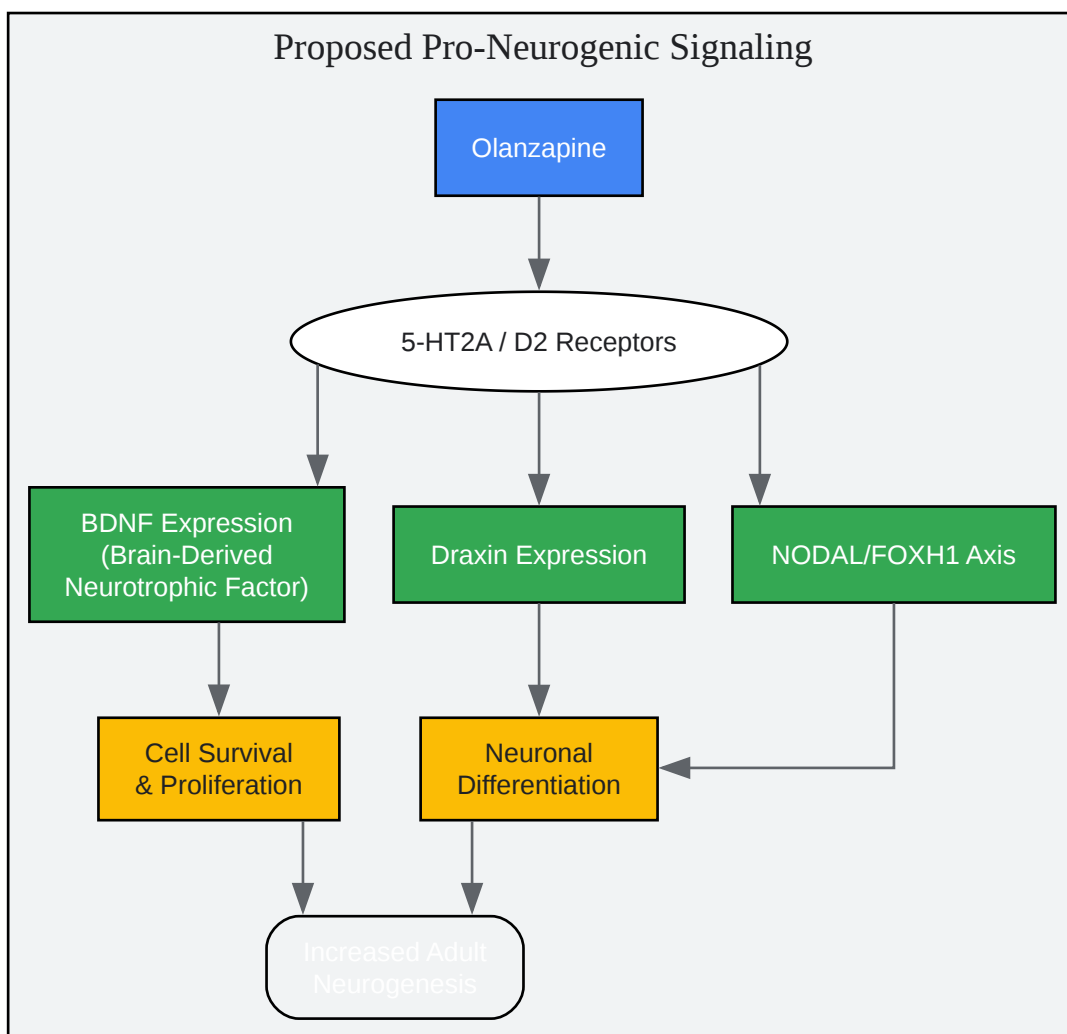 Proposed Pro-Neurogenic Signaling
Olanzapine
5-HT2A / D2 Receptors
BDNF Expression
(Brain-Derived
Neurotrophic Factor)
Draxin Expression
NODAL/FOXH1 Axis
Cell Survival
& Proliferation
Neuronal
Differentiation
Increased Adult
Neurogenesis